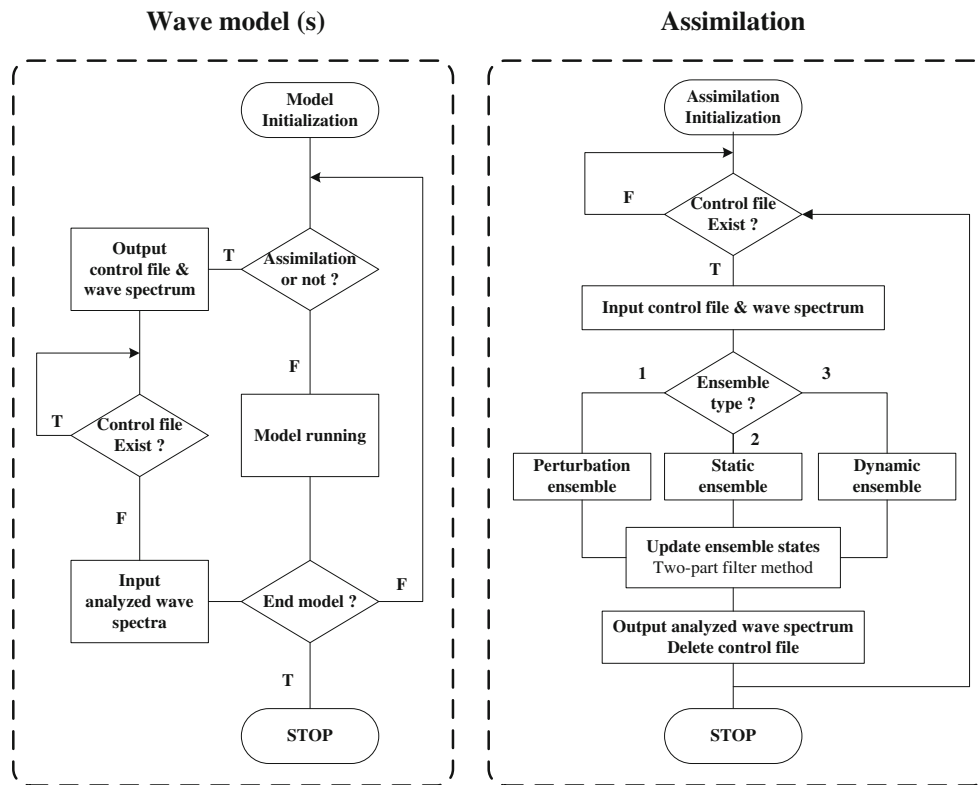 Wave model (s)
Model
Initialization
Assimilation
or not ?
T
F
Output
control file &
wave spectrum
Control file
Exist ?
T
F
Input
analyzed wave
spectra
Model running
End model ?
F
T
STOP
Assimilation
Assimilation
Initialization
Control file
Exist ?
F
T
Input control file & wave spectrum
Ensemble
type ?
1
2
3
Perturbation
ensemble
Static
ensemble
Dynamic
ensemble
Update ensemble states
Two-part filter method
Output analyzed wave spectrum
Delete control file
STOP